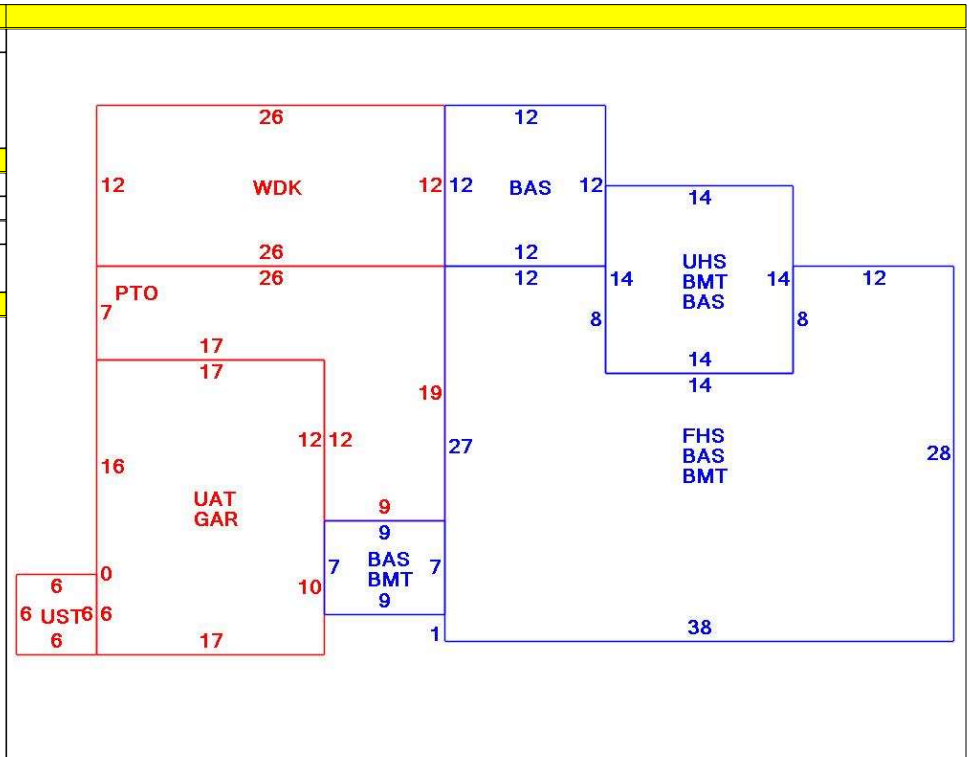 26 12
12 WDK 12 12 BAS 12
14
26 12
26 12
PTO
7
UHS
BMT
BAS
14 14 12
8 8
17
17
14
14
19
12 12
27
FHS
BAS
BMT
28
16
UAT
GAR
9
9
BAS
BMT
7 7
9
10
0
6
6 UST 6 6
6
17
1
38